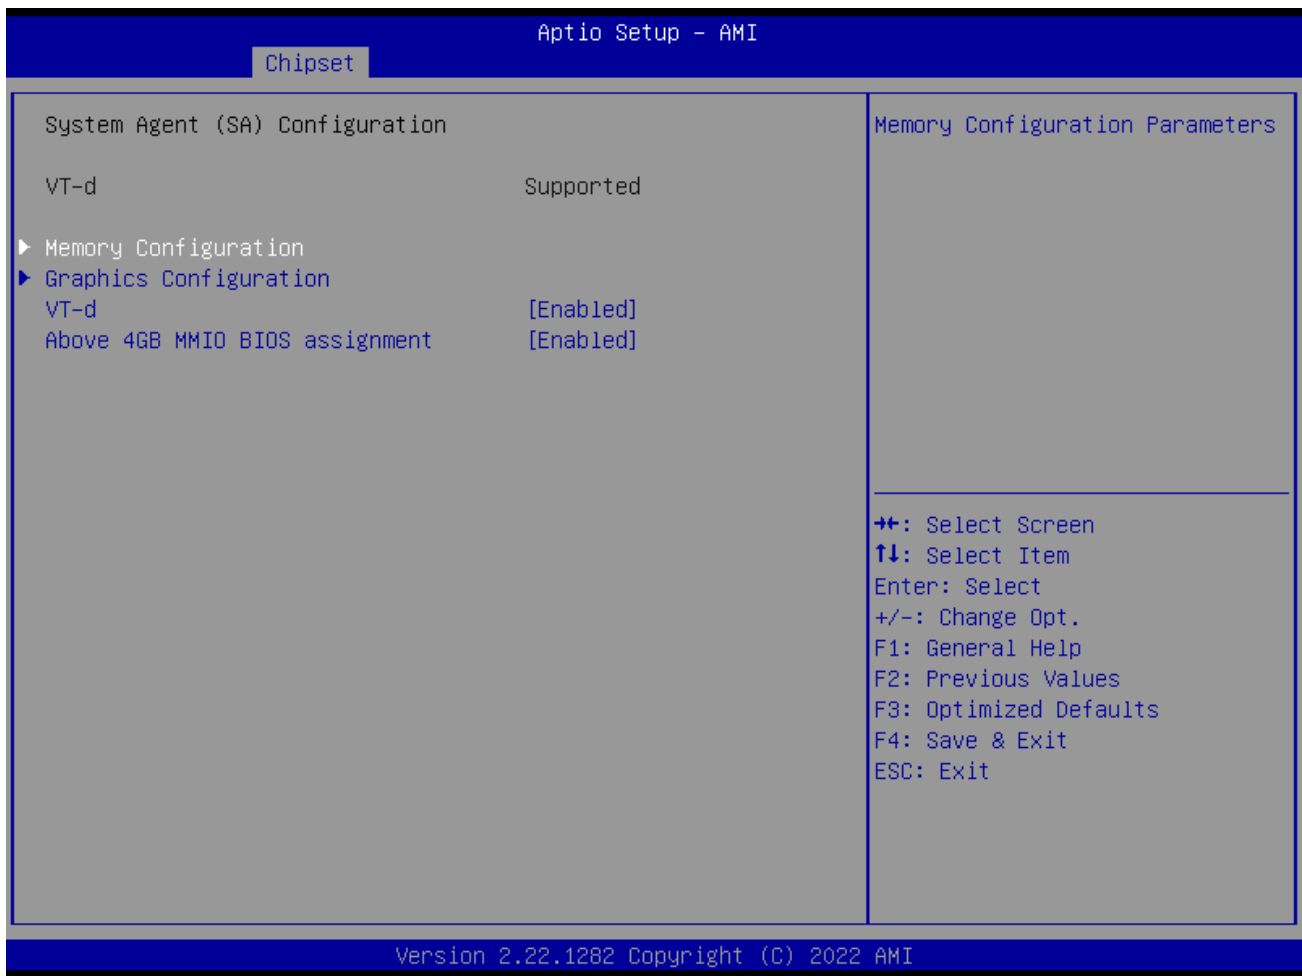 Aptio Setup – AMI
Chipset
System Agent (SA) Configuration
VT-d Supported
Memory Configuration
Graphics Configuration
VT-d [Enabled]
Above 4GB MMIO BIOS assignment [Enabled]
Memory Configuration Parameters
→←: Select Screen
↑↓: Select Item
Enter: Select
+/-: Change Opt.
F1: General Help
F2: Previous Values
F3: Optimized Defaults
F4: Save & Exit
ESC: Exit
Version 2.22.1282 Copyright (C) 2022 AMI